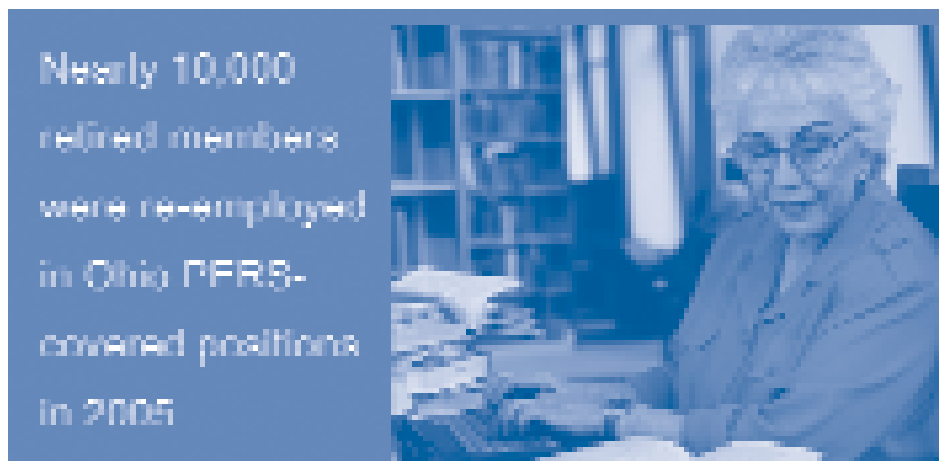 Nearly 10,000
retired members
were re-employed
in Ohio PERS-
covered positions
in 2005